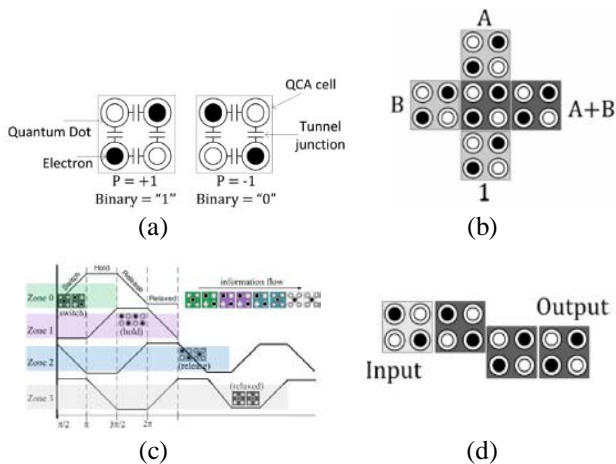 QCA cell
Quantum Dot
Tunnel
junction
Electron
P = +1
Binary = "1"
P = -1
Binary = "0"
(a)
A
B
A+B
1
(b)
Switch
Hold
Release
Relaxed
information flow
Zone 0
(switch)
Zone 1
(hold)
Zone 2
(release)
Zone 3
(relaxed)
π/2
π
3π/2
2π
(c)
Output
Input
(d)